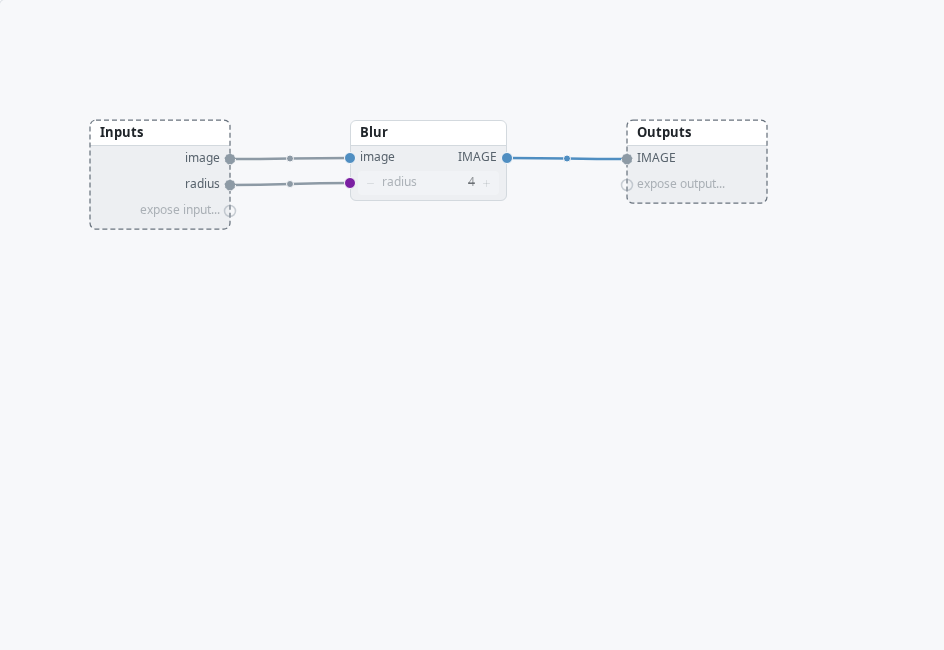 Inputs
image
radius
expose input...
Blur
image IMAGE
− radius 4 +
Outputs
IMAGE
expose output...